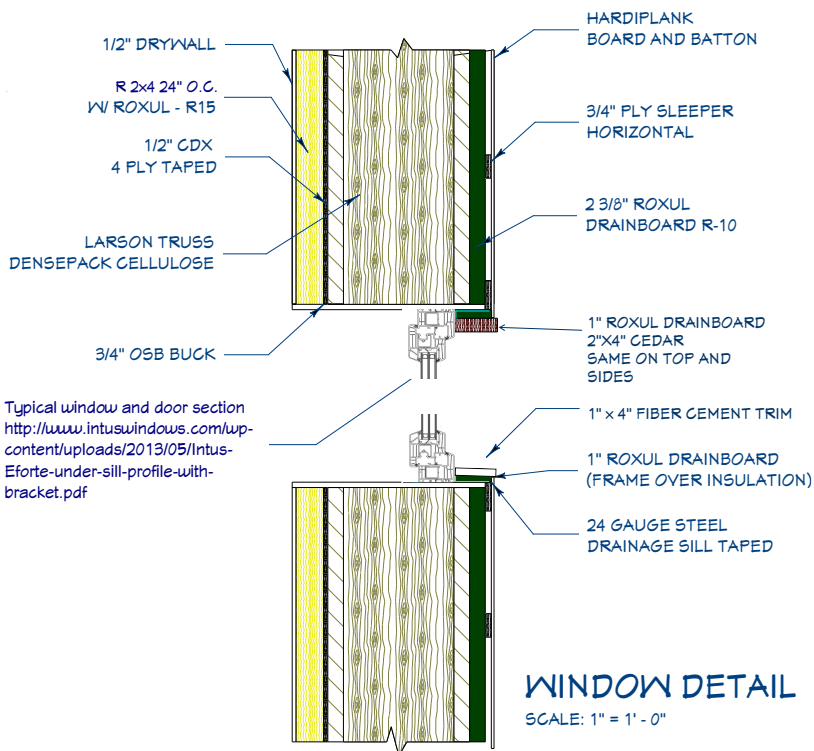 1/2" DRYWALL
R 2x4 24" O.C.
W/ ROXUL - R15
1/2" CDX
4 PLY TAPED
LARSON TRUSS
DENSEPACK CELLULOSE
3/4" OSB BUCK
Typical window and door section
http://www.intuswindows.com/wp-
content/uploads/2013/05/Intus-
Eforte-under-sill-profile-with-
bracket.pdf
HARDIPLANK
BOARD AND BATTON
3/4" PLY SLEEPER
HORIZONTAL
2 3/8" ROXUL
DRAINBOARD R-10
1" ROXUL DRAINBOARD
2"X4" CEDAR
SAME ON TOP AND
SIDES
1" x 4" FIBER CEMENT TRIM
1" ROXUL DRAINBOARD
(FRAME OVER INSULATION)
24 GAUGE STEEL
DRAINAGE SILL TAPED
WINDOW DETAIL
SCALE: 1" = 1' - 0"